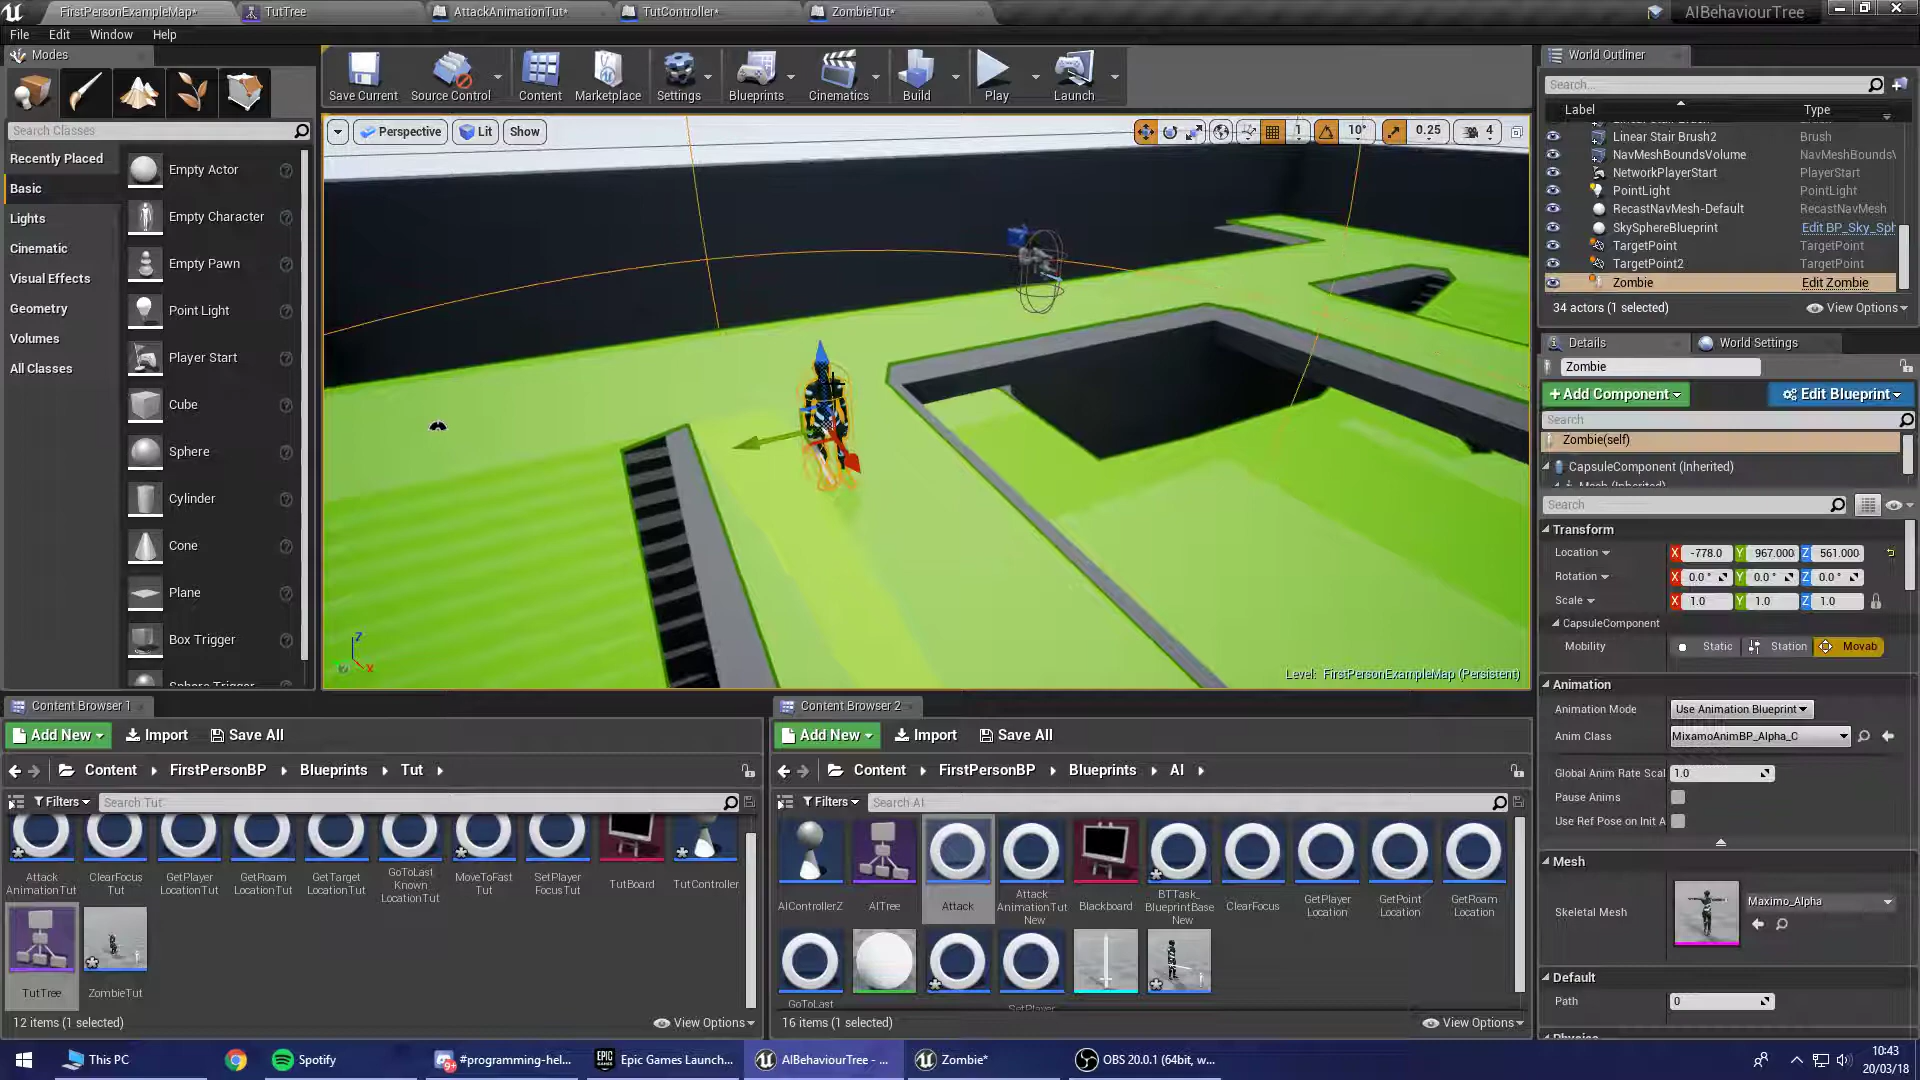 FirstPersonExampleMap*
TutTree
AttackAnimationTut*
TutController*
ZombieTut*
AIBehaviourTree
File Edit Window Help
Modes
Save Current
Source Control
Content
Marketplace
Settings
Blueprints
Cinematics
Build
Play
Launch
Search Classes
Recently Placed
Basic
Lights
Cinematic
Visual Effects
Geometry
Volumes
All Classes
Empty Actor
Empty Character
Empty Pawn
Point Light
Player Start
Cube
Sphere
Cylinder
Cone
Plane
Box Trigger
Perspective
Lit
Show
1
10°
0.25
4
Z
X
Level: FirstPersonExampleMap (Persistent)
World Outliner
Search...
Label Type
Linear Stair Brush2 Brush
NavMeshBoundsVolume NavMeshBoundsV
NetworkPlayerStart PlayerStart
PointLight PointLight
RecastNavMesh-Default RecastNavMesh
SkySphereBlueprint Edit BP_Sky_Sph
TargetPoint TargetPoint
TargetPoint2 TargetPoint
Zombie Edit Zombie
34 actors (1 selected)
View Options
Details
World Settings
Zombie
+ Add Component
Edit Blueprint
Search
Zombie(self)
CapsuleComponent (Inherited)
Mesh (Inherited)
Search
Transform
Location X -778.0 Y 967.000 Z 561.000
Rotation X 0.0° Y 0.0° Z 0.0°
Scale X 1.0 Y 1.0 Z 1.0
CapsuleComponent
Mobility Static Station Movab
Animation
Animation Mode Use Animation Blueprint
Anim Class MixamoAnimBP_Alpha_C
Global Anim Rate Scal 1.0
Pause Anims
Use Ref Pose on Init A
Mesh
Skeletal Mesh Maximo_Alpha
Default
Path 0
Content Browser 1
Add New Import Save All
Content FirstPersonBP Blueprints Tut
Filters Search Tut
Attack AnimationTut
ClearFocus Tut
GetPlayer LocationTut
GetRoam LocationTut
GetTarget LocationTut
GoToLast Known LocationTut
MoveToFast Tut
SetPlayer FocusTut
TutBoard
TutController
TutTree
ZombieTut
12 items (1 selected)
View Options
Content Browser 2
Add New Import Save All
Content FirstPersonBP Blueprints AI
Filters Search AI
AIControllerZ
AITree
Attack
Attack AnimationTut New
Blackboard
BTTask_ BlueprintBase New
ClearFocus
GetPlayer Location
GetPoint Location
GetRoam Location
GoToLast
SetPlayer
16 items (1 selected)
View Options
This PC
Spotify
#programming-hel...
Epic Games Launch...
AIBehaviourTree - ...
Zombie*
OBS 20.0.1 (64bit, w...
10:43
20/03/18